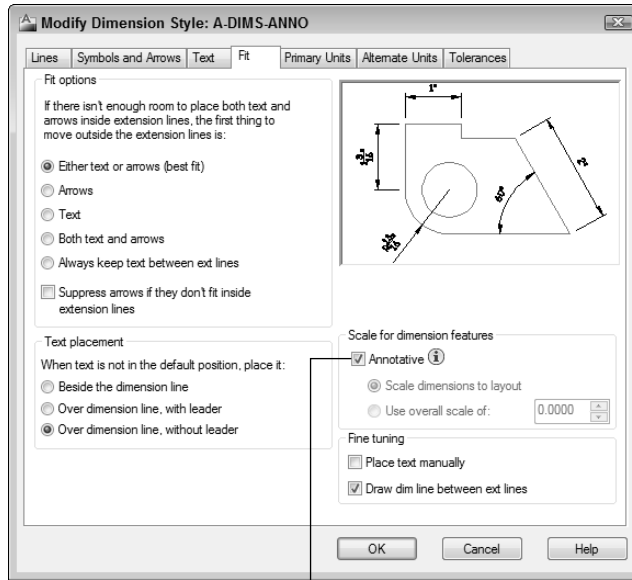 Modify Dimension Style: A-DIMS-ANNO
Lines
Symbols and Arrows
Text
Fit
Primary Units
Alternate Units
Tolerances
Fit options
If there isn't enough room to place both text and
arrows inside extension lines, the first thing to
move outside the extension lines is:
Either text or arrows (best fit)
Arrows
Text
Both text and arrows
Always keep text between ext lines
Suppress arrows if they don't fit inside
extension lines
Text placement
When text is not in the default position, place it:
Beside the dimension line
Over dimension line, with leader
Over dimension line, without leader
1"
2"
60°
Scale for dimension features
Annotative
Scale dimensions to layout
Use overall scale of:
0.0000
Fine tuning
Place text manually
Draw dim line between ext lines
OK
Cancel
Help